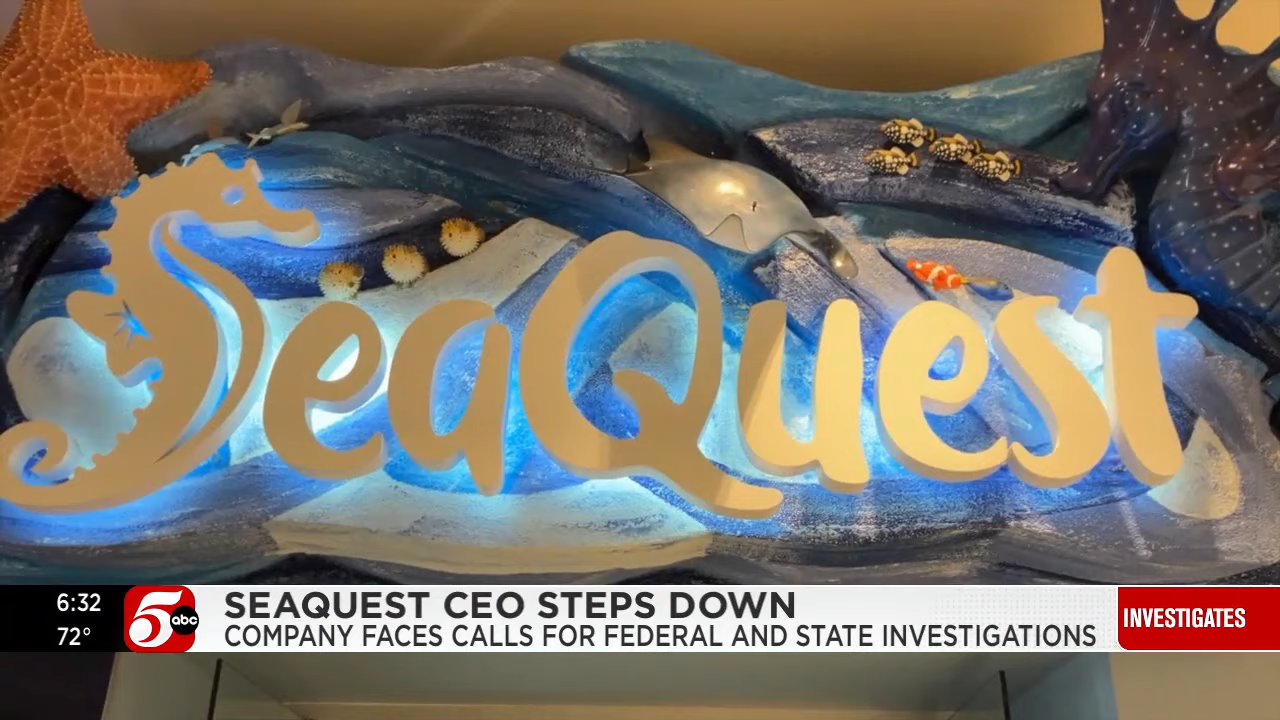 SeaQuest
6:32
72°
5
abc
SEAQUEST CEO STEPS DOWN
COMPANY FACES CALLS FOR FEDERAL AND STATE INVESTIGATIONS
INVESTIGATES